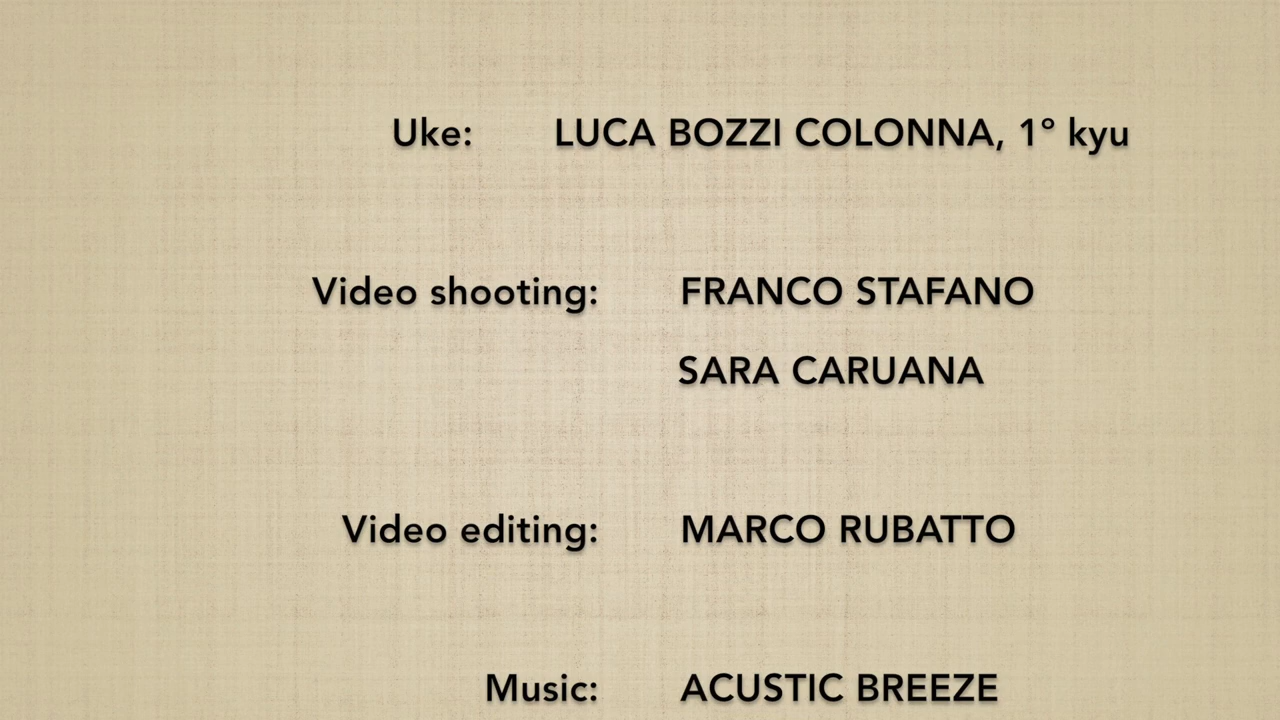 Uke: LUCA BOZZI COLONNA, 1° kyu
Video shooting: FRANCO STAFANO
SARA CARUANA
Video editing: MARCO RUBATTO
Music: ACUSTIC BREEZE